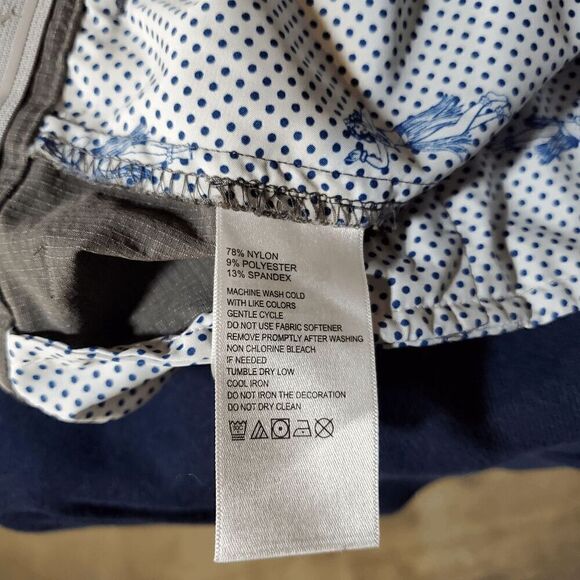 78% NYLON
9% POLYESTER
13% SPANDEX
MACHINE WASH COLD
WITH LIKE COLORS
GENTLE CYCLE
DO NOT USE FABRIC SOFTENER
REMOVE PROMPTLY AFTER WASHING
NON CHLORINE BLEACH
IF NEEDED
TUMBLE DRY LOW
COOL IRON
DO NOT IRON THE DECORATION
DO NOT DRY CLEAN